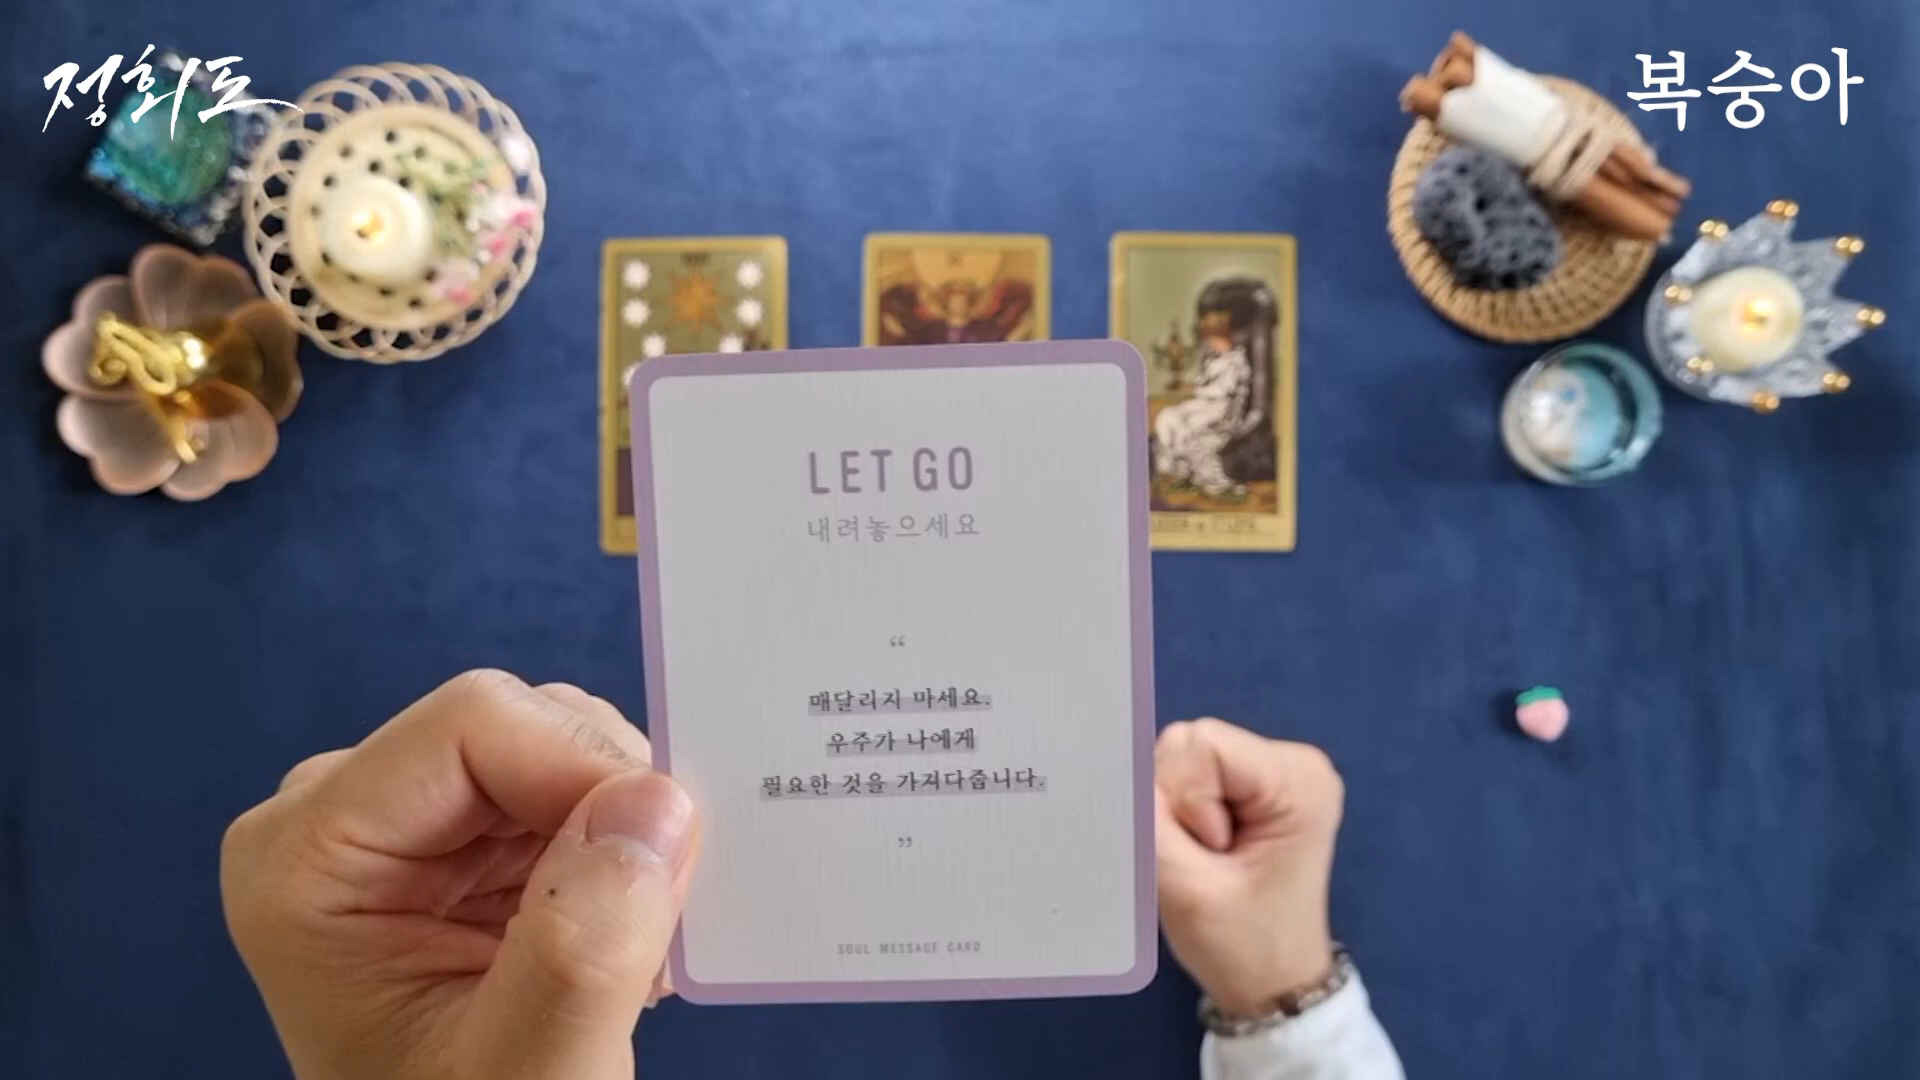 정회도
복숭아
LET GO
내려놓으세요
“
매달리지 마세요.
우주가 나에게
필요한 것을 가져다줍니다.
”
SOUL MESSAGE CARD